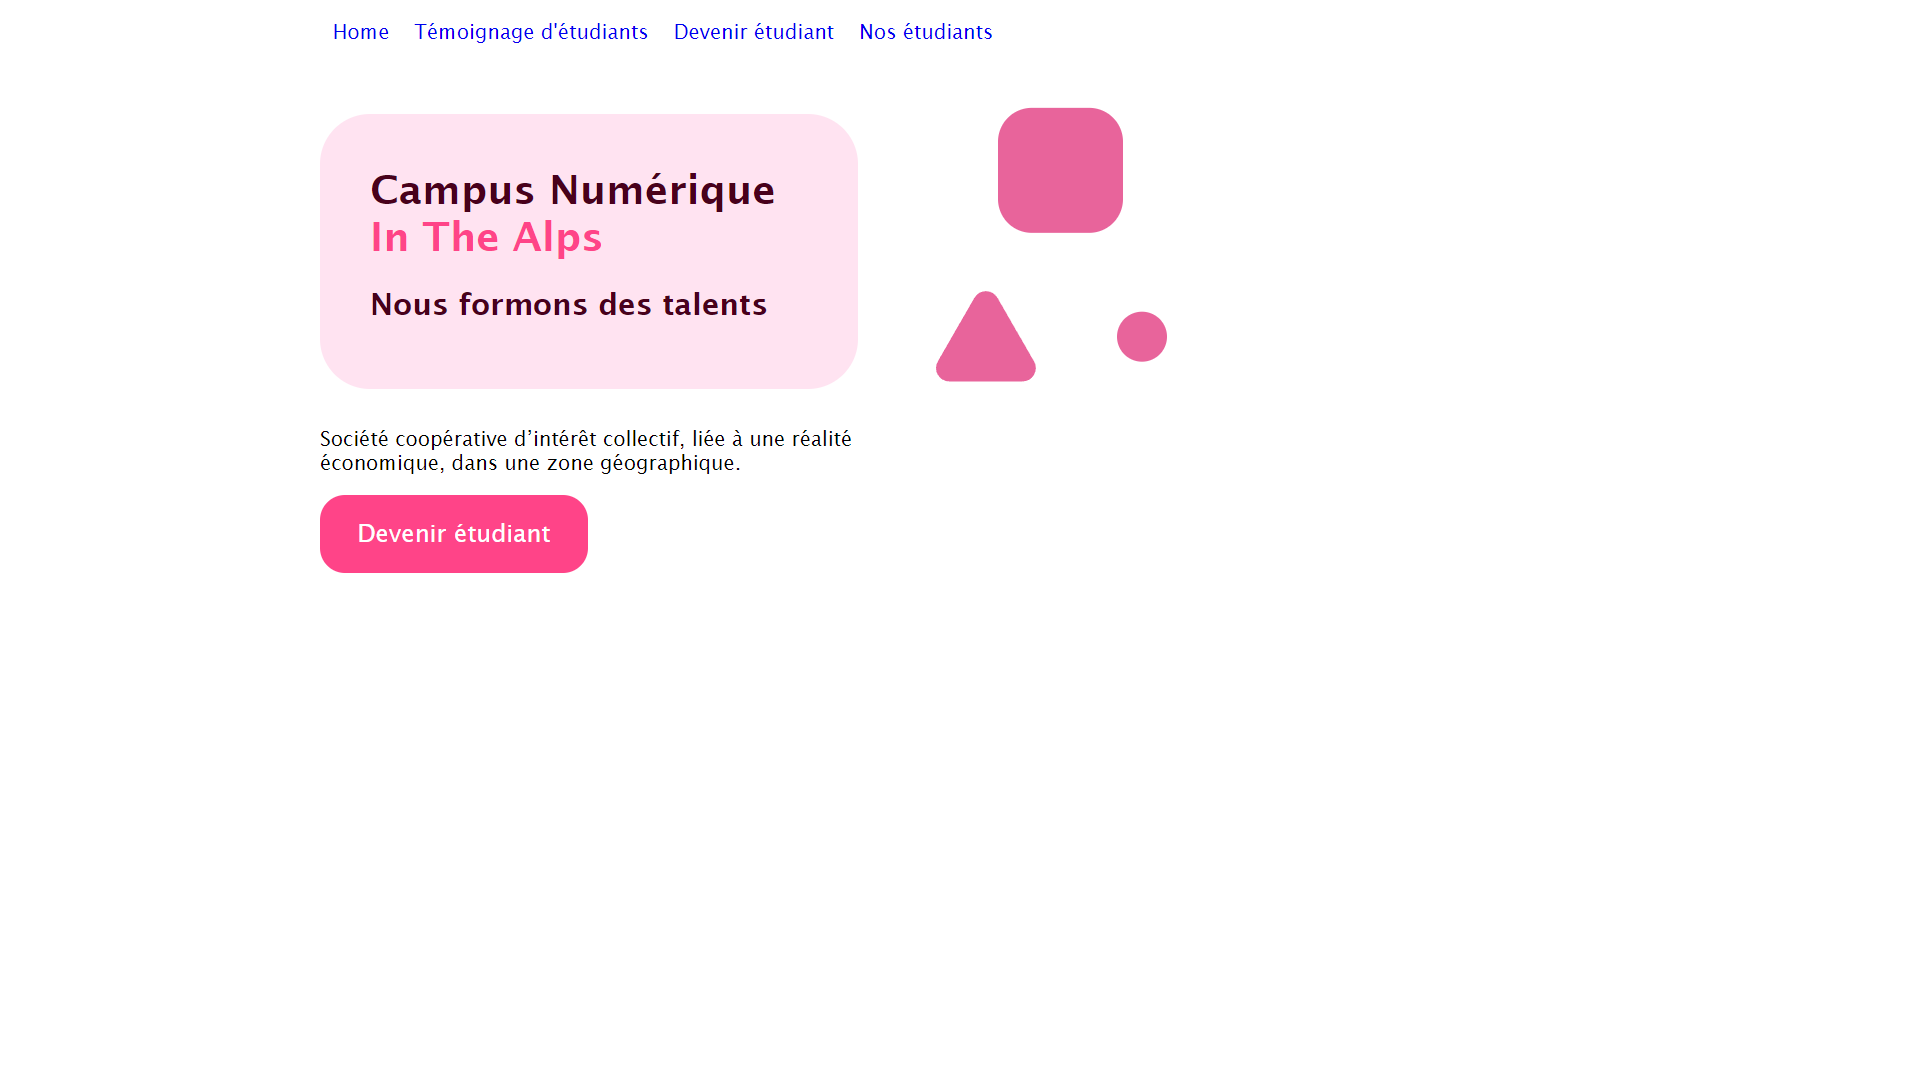 Home Témoignage d'étudiants Devenir étudiant Nos étudiants
Campus Numérique
In The Alps
Nous formons des talents
Société coopérative d’intérêt collectif, liée à une réalité
économique, dans une zone géographique.
Devenir étudiant